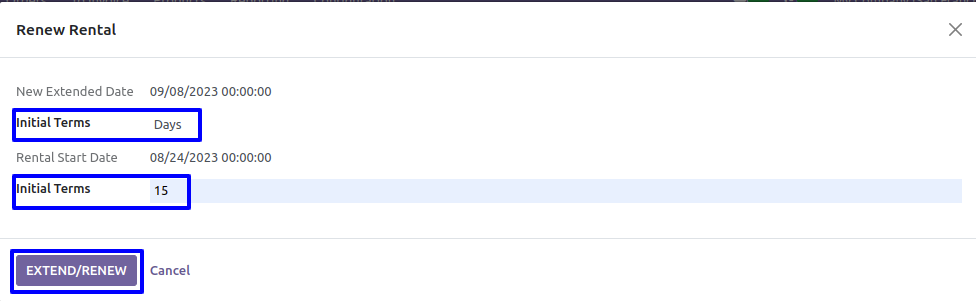 Renew Rental
New Extended Date 09/08/2023 00:00:00
Initial Terms Days
Rental Start Date 08/24/2023 00:00:00
Initial Terms 15
EXTEND/RENEW Cancel